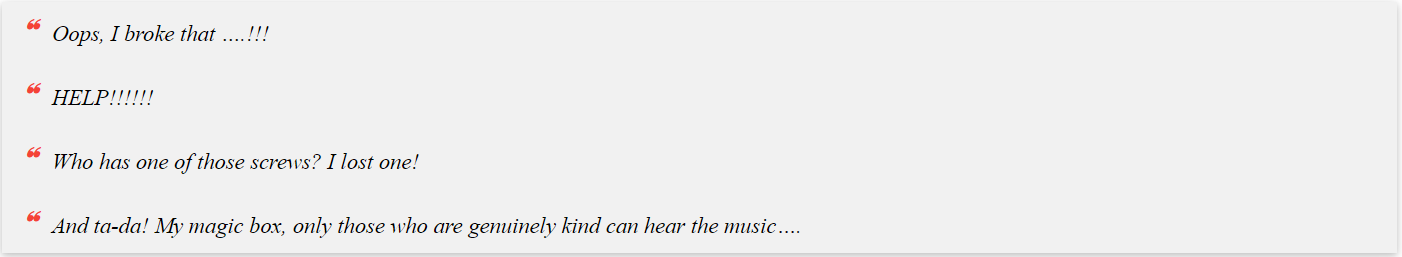 ❝ Oops, I broke that ….!!!
❝ HELP!!!!!!
❝ Who has one of those screws? I lost one!
❝ And ta-da! My magic box, only those who are genuinely kind can hear the music….